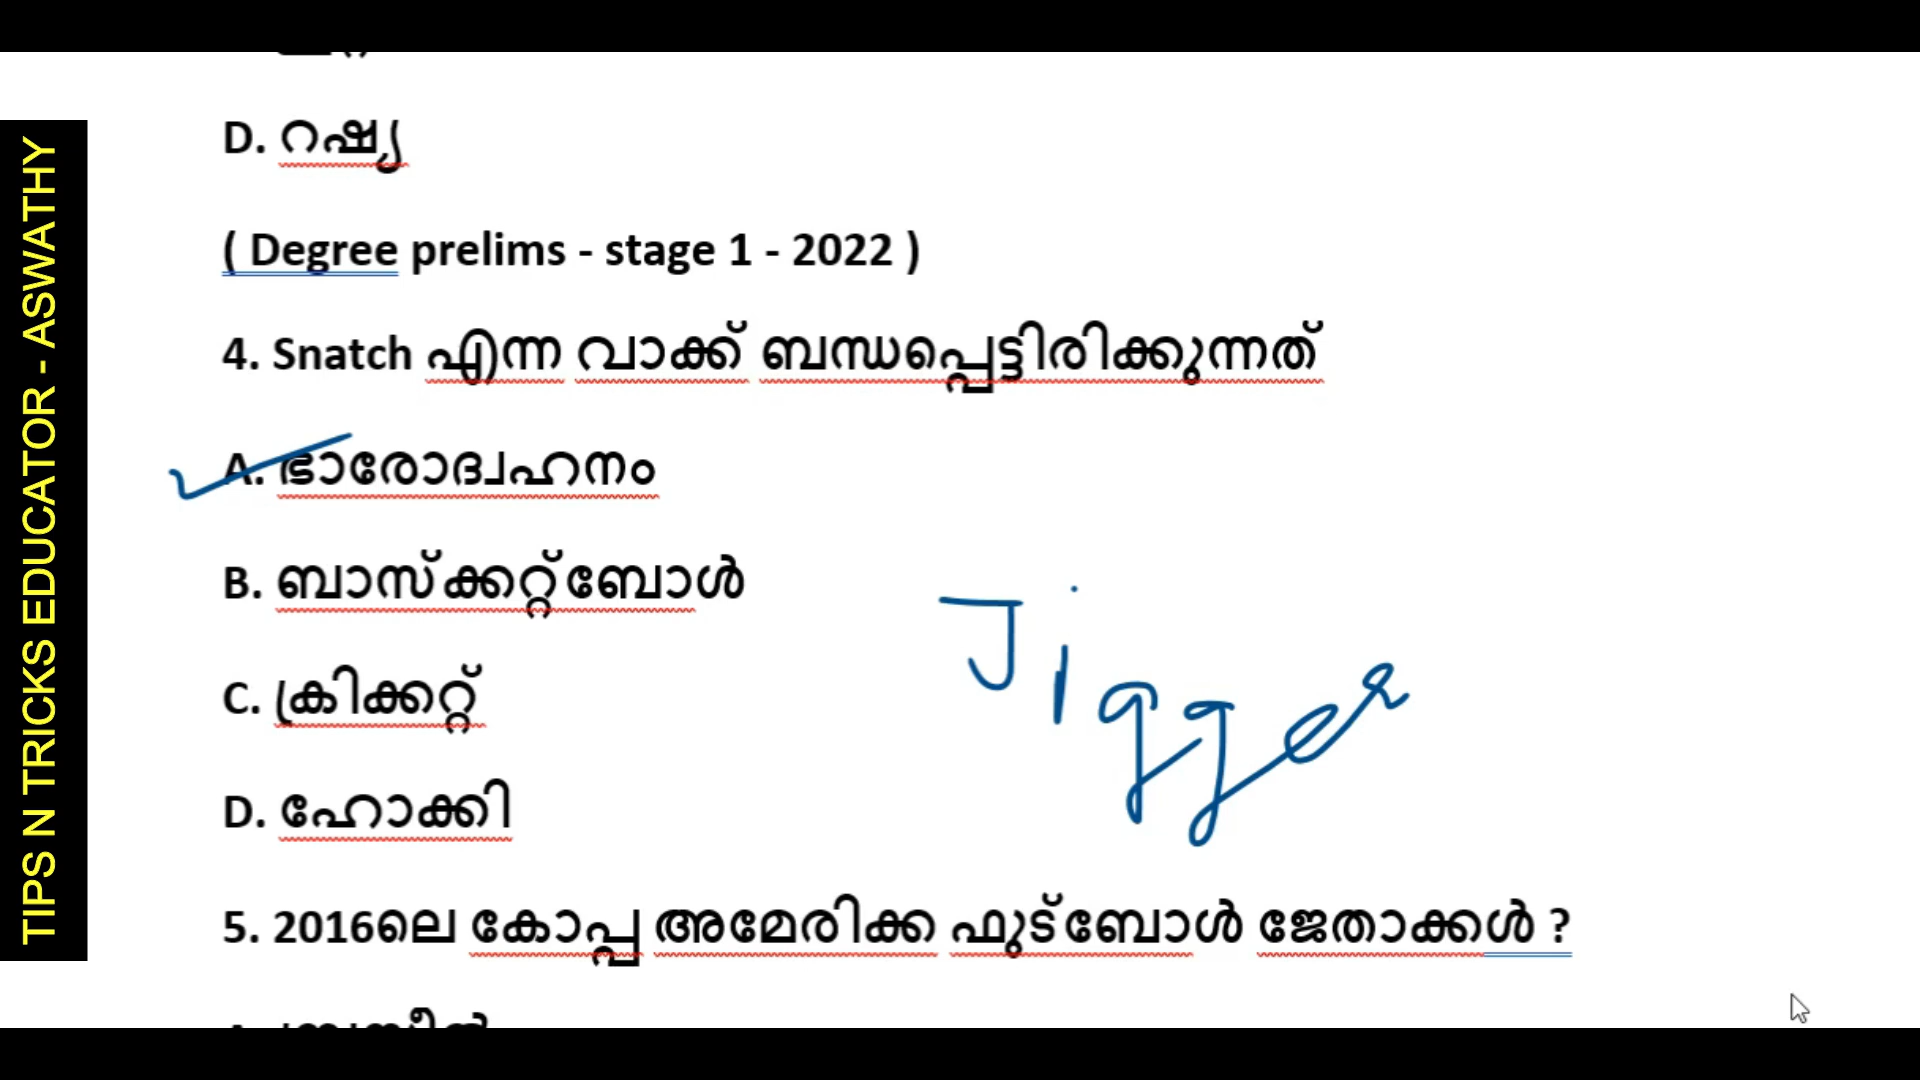 TIPS N TRICKS EDUCATOR - ASWATHY
D. റഷ്യ
( Degree prelims - stage 1 - 2022 )
4. Snatch എന്ന വാക്ക് ബന്ധപ്പെട്ടിരിക്കുന്നത്
A. ഭാരോദ്വഹനം
B. ബാസ്ക്കറ്റ്ബോൾ
C. ക്രിക്കറ്റ്
Jigger
D. ഹോക്കി
5. 2016ലെ കോപ്പ അമേരിക്ക ഫുട്ബോൾ ജേതാക്കൾ ?